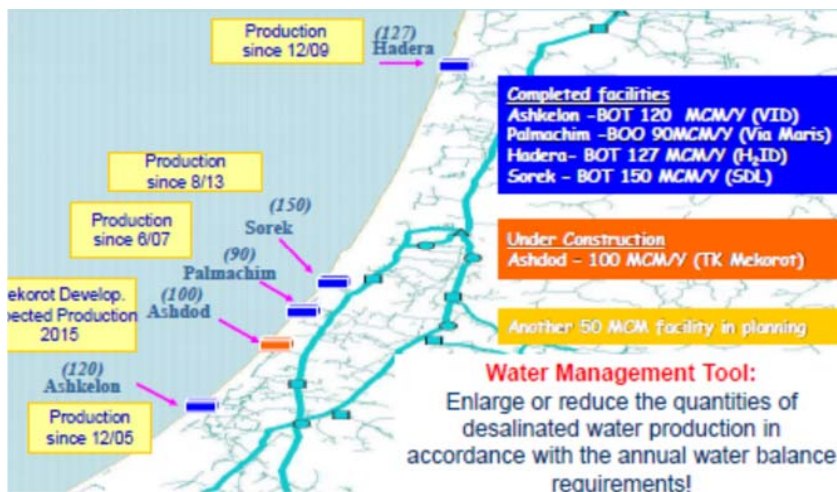 Production
since 12/09
(127)
Hadera
Completed facilities
Ashkelon -BOT 120 MCM/Y (VID)
Palmachim -BOO 90MCM/Y (Via Maris)
Hadera- BOT 127 MCM/Y (H₂ID)
Sorek - BOT 150 MCM/Y (SDL)
Production
since 8/13
(150)
Sorek
Production
since 6/07
(90)
Palmachim
Under Construction
Ashdod - 100 MCM/Y (TK Mekorot)
ekorot Develop.
pected Production
2015
(100)
Ashdod
Another 50 MCM facility in planning
(120)
Ashkelon
Production
since 12/05
Water Management Tool:
Enlarge or reduce the quantities of
desalinated water production in
accordance with the annual water balance
requirements!